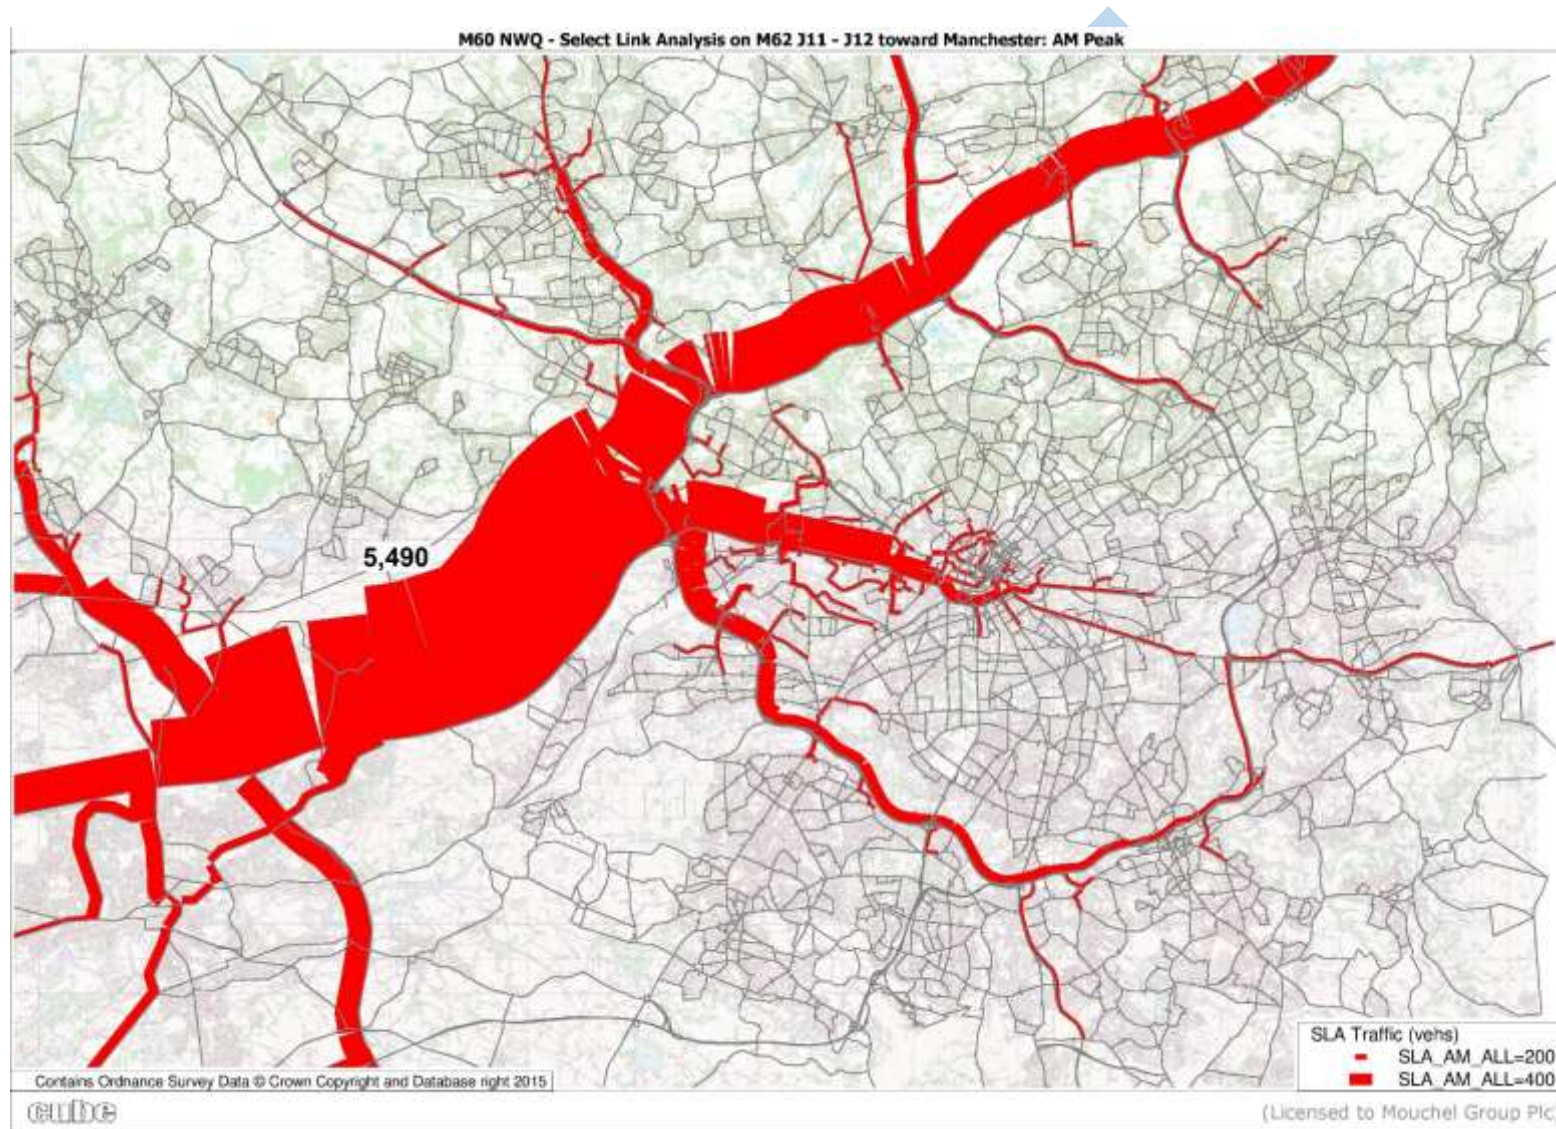 M60 NWQ - Select Link Analysis on M62 J11 - J12 toward Manchester: AM Peak
5,490
SLA Traffic (vehs)
SLA_AM_ALL=200
SLA_AM_ALL=400
Contains Ordnance Survey Data © Crown Copyright and Database right 2015
cube
(Licensed to Mouchel Group Plc